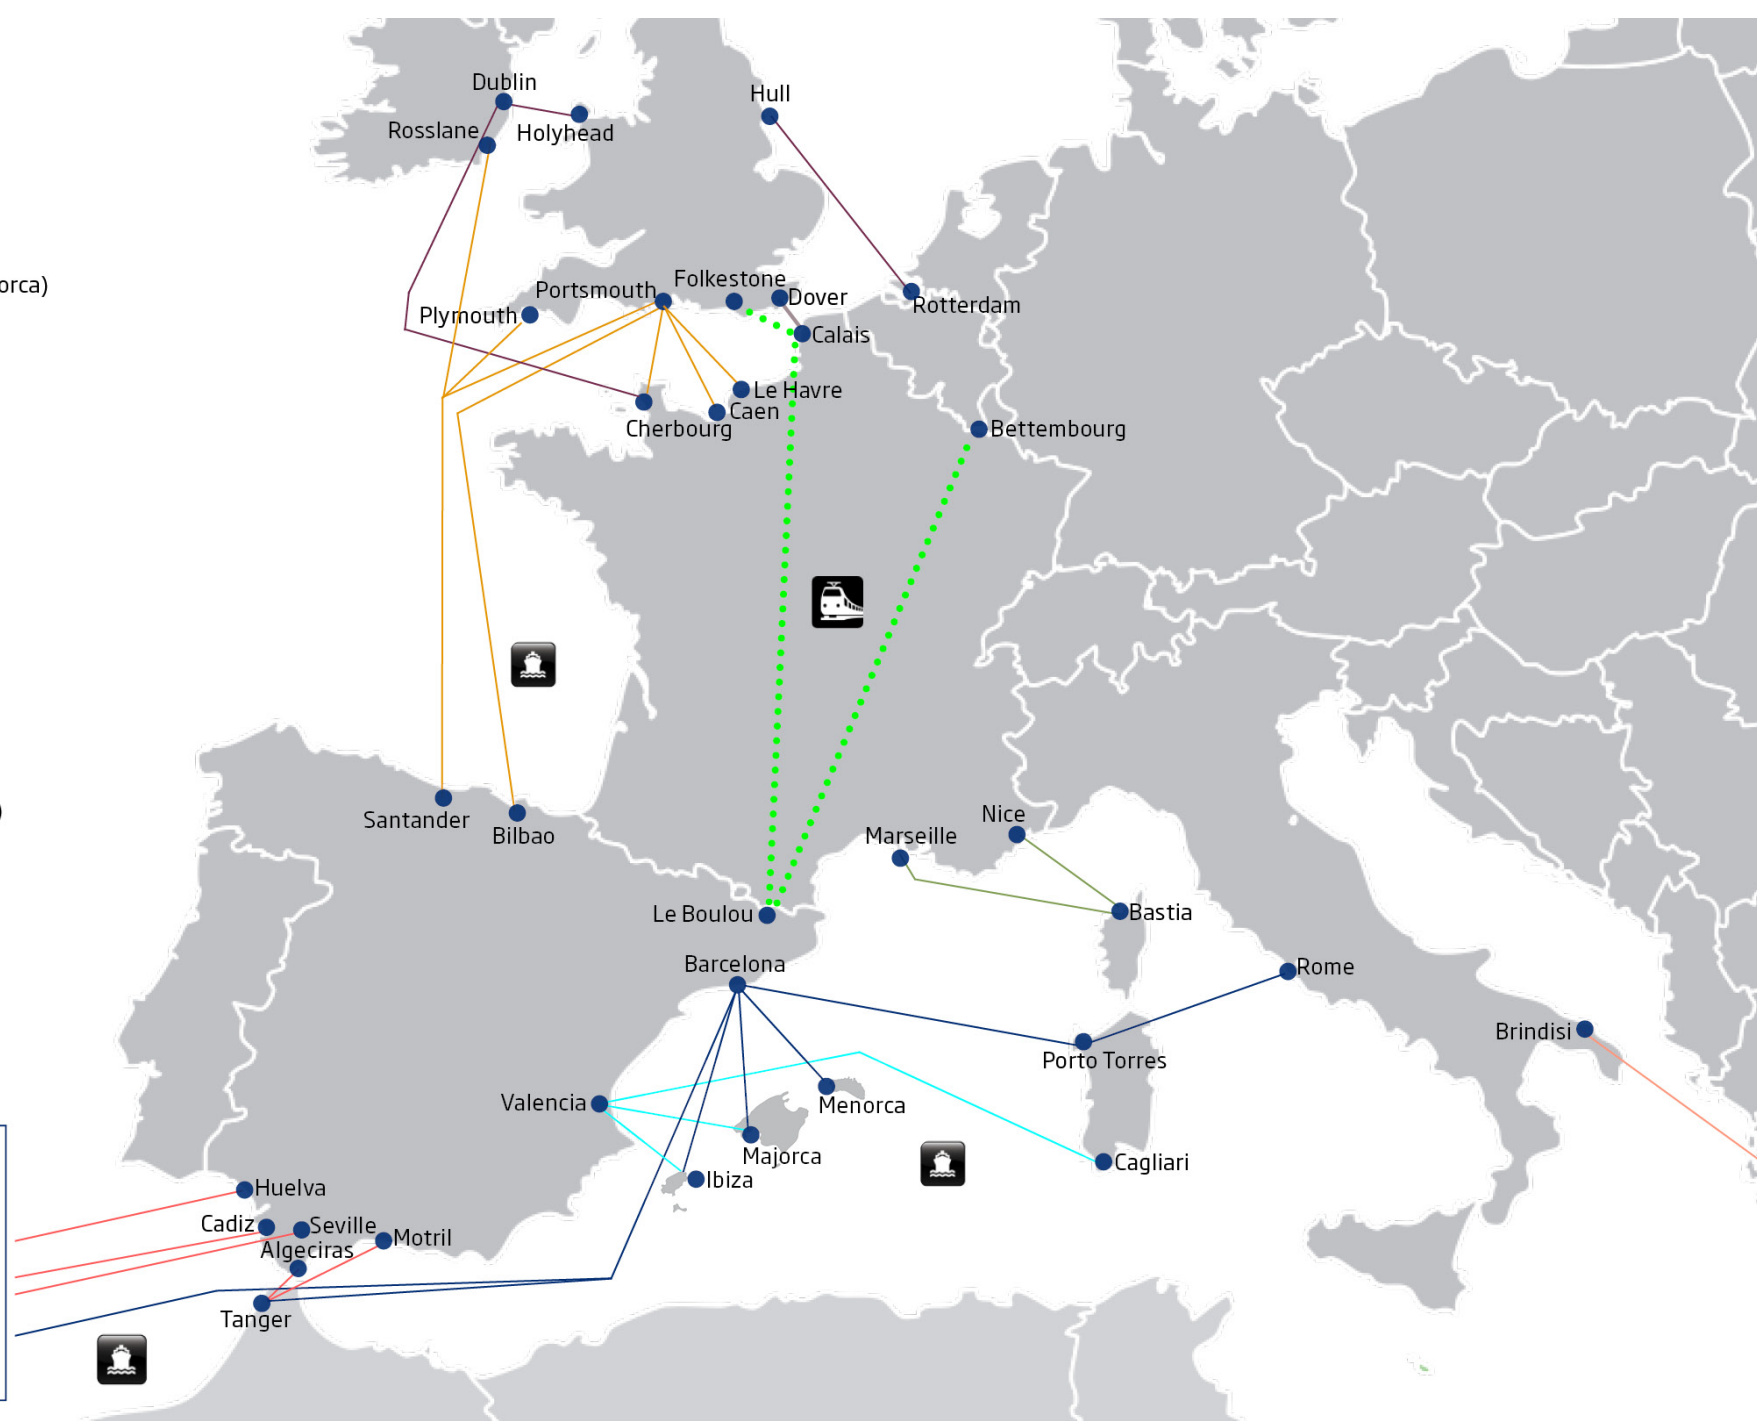 Dublin
Hull
Rosslane
Holyhead
Folkestone
orca)
Portsmouth
Dover
Rotterdam
Plymouth
Calais
Le Havre
Caen
Cherbourg
Bettembourg
)
Santander
Bilbao
Nice
Marseille
Le Boulou
Bastia
Barcelona
Rome
Brindisi
Porto Torres
Valencia
Menorca
Majorca
Cagliari
Ibiza
Huelva
Cadiz
Seville
Motril
Algeciras
Tanger